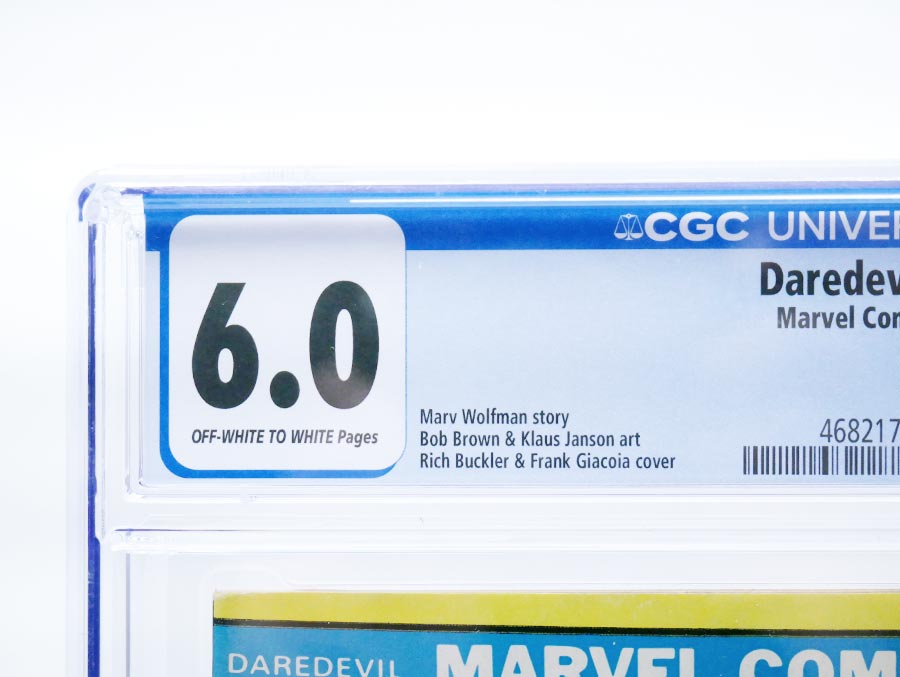 CGC UNIVER
6.0
OFF-WHITE TO WHITE Pages
Daredev
Marvel Con
Marv Wolfman story
Bob Brown & Klaus Janson art
Rich Buckler & Frank Giacoia cover
468217
DAREDEVIL
MARVEL COM